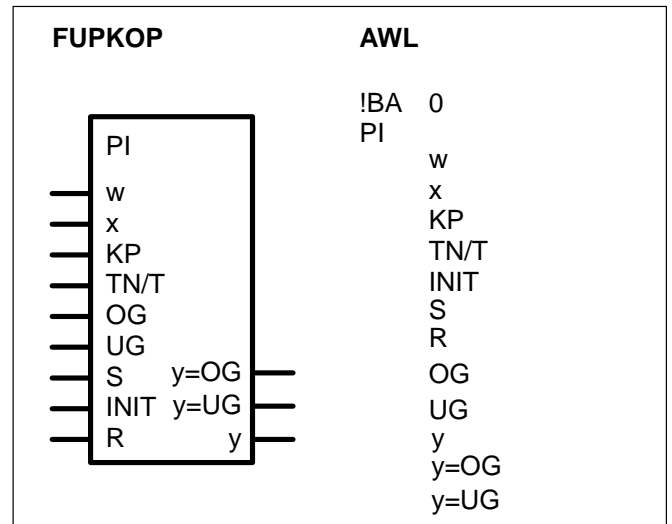 FUPKOP
PI
w
x
KP
TN/T
OG
UG
S y=OG
INIT y=UG
R y
AWL
!BA 0
PI
w
x
KP
TN/T
INIT
S
R
OG
UG
y
y=OG
y=UG